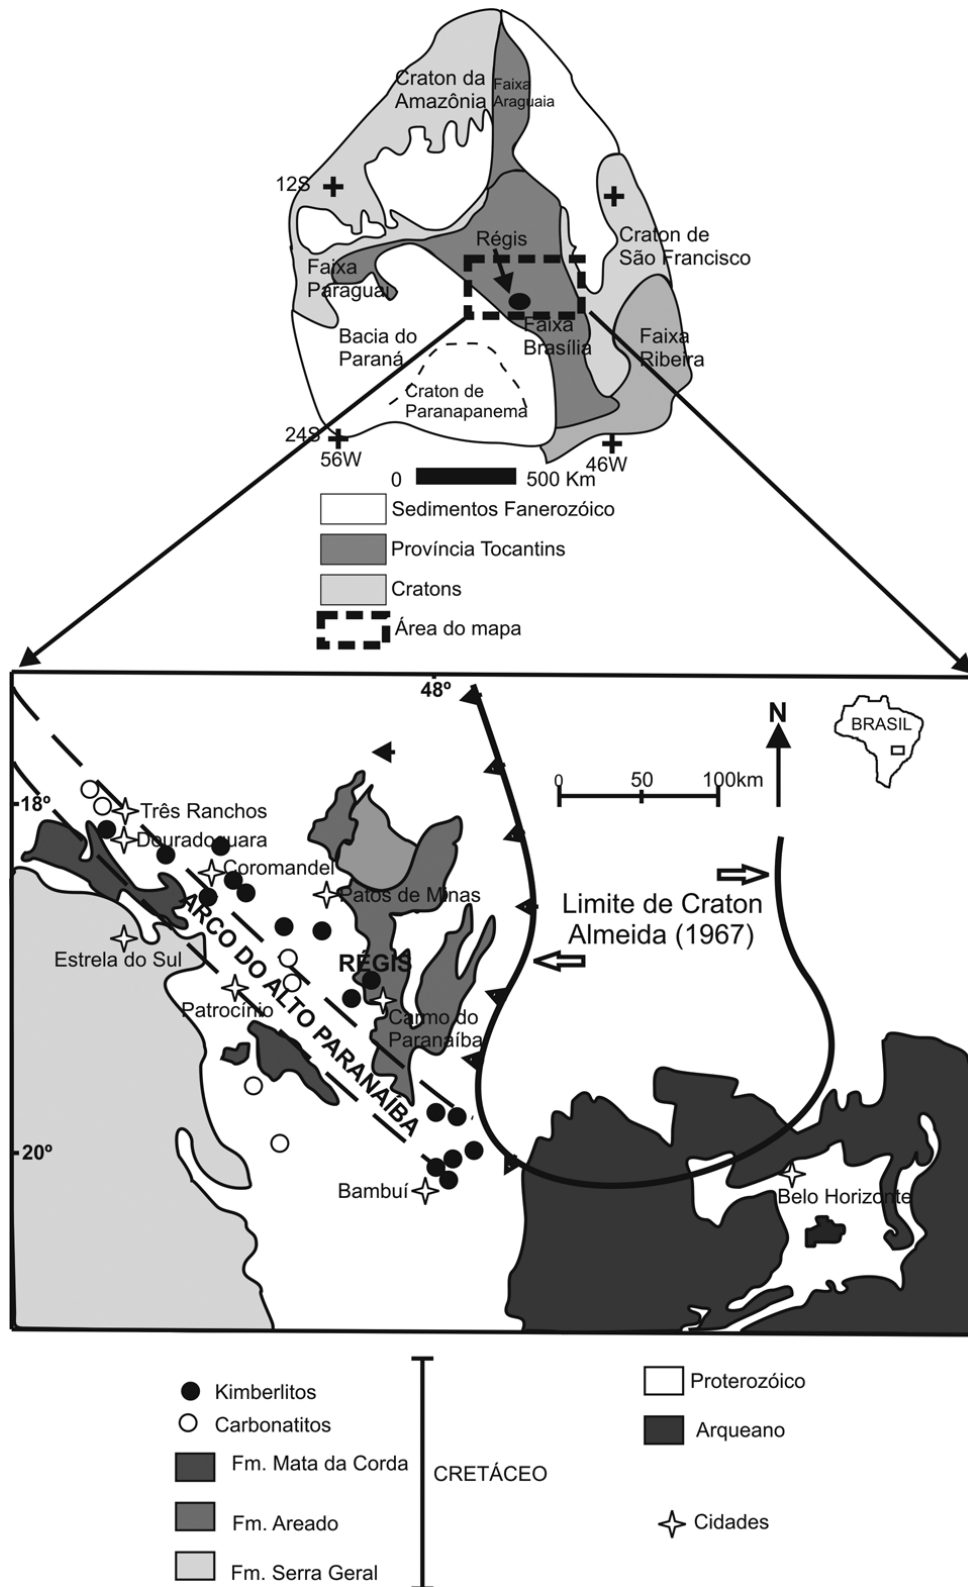 Craton da
Amazônia
Faixa
Araguaia
12S
Régis
Craton de
São Francisco
Faixa
Paraguai
Bacia do
Paraná
Faixa
Brasília
Faixa
Ribeira
Craton de
Paranapanema
24S
56W
46W
0
500 Km
Sedimentos Fanerozóico
Província Tocantins
Cratons
Área do mapa
48º
N
BRASIL
0
50
100km
18º
Três Ranchos
Douradoquara
Coromandel
Patos de Minas
Limite de Craton
Almeida (1967)
ARCO DO ALTO PARANAÍBA
Estrela do Sul
RÉGIS
Patrocínio
Carmo do
Paranaíba
20º
Bambuí
Belo Horizonte
Kimberlitos
Carbonatitos
Fm. Mata da Corda
Fm. Areado
Fm. Serra Geral
CRETÁCEO
Proterozóico
Arqueano
Cidades